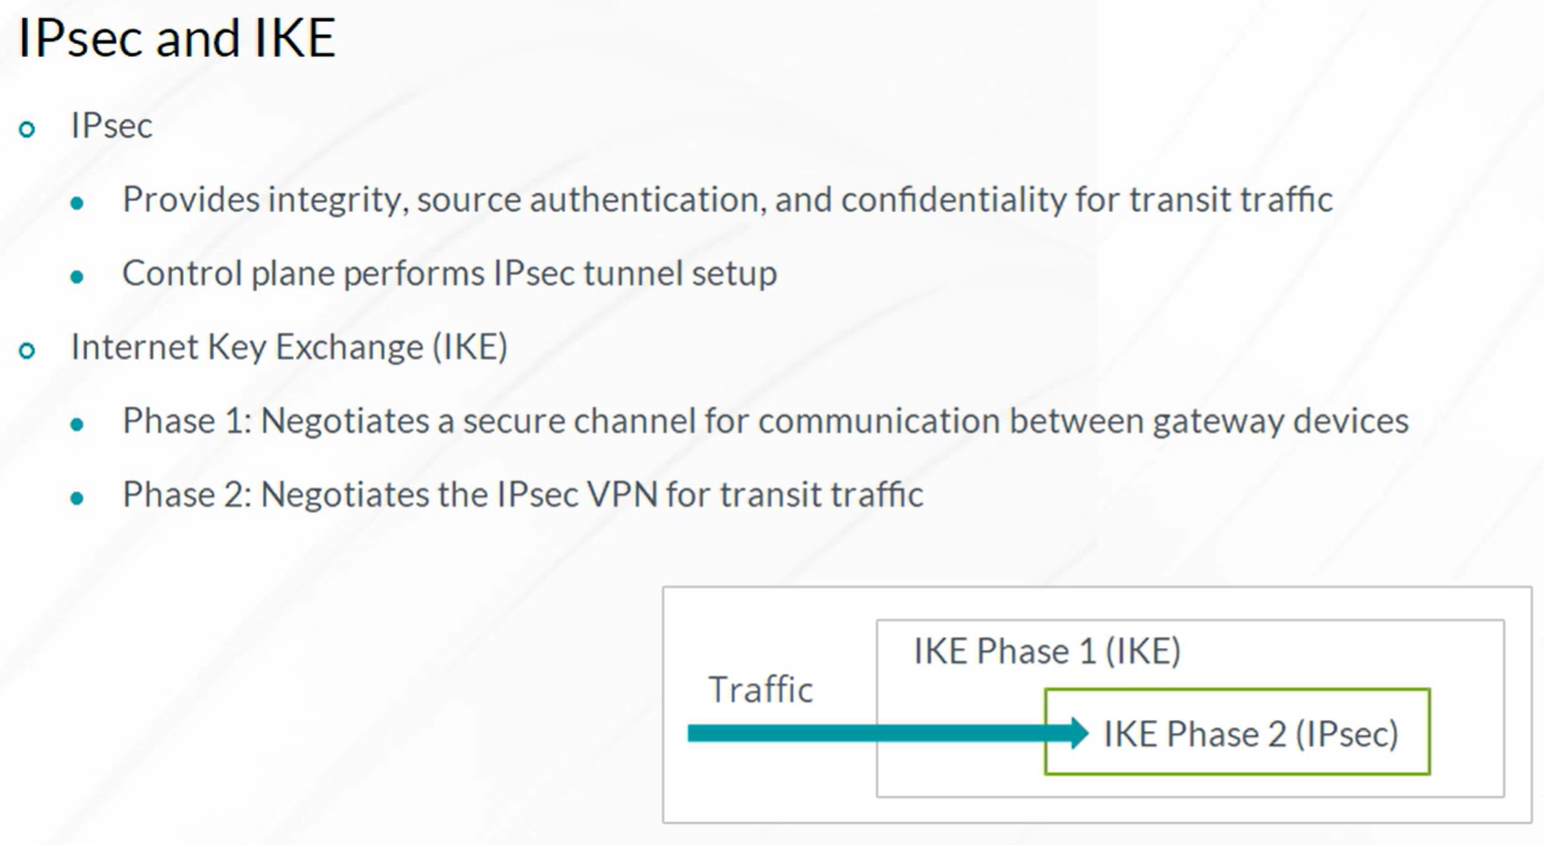 IPsec and IKE
IPsec
Provides integrity, source authentication, and confidentiality for transit traffic
Control plane performs IPsec tunnel setup
Internet Key Exchange (IKE)
Phase 1: Negotiates a secure channel for communication between gateway devices
Phase 2: Negotiates the IPsec VPN for transit traffic
IKE Phase 1 (IKE)
Traffic
IKE Phase 2 (IPsec)